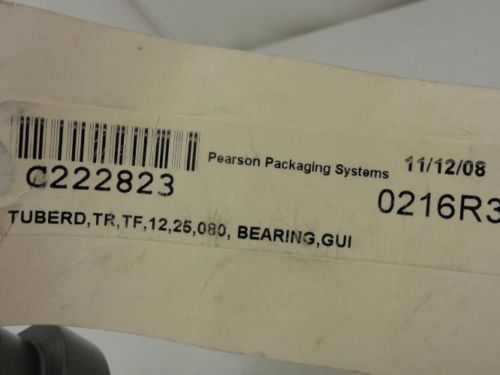 Pearson Packaging Systems 11/12/08
C222823 0216R3
TUBERD,TR,TF,12,25,080, BEARING,GUI